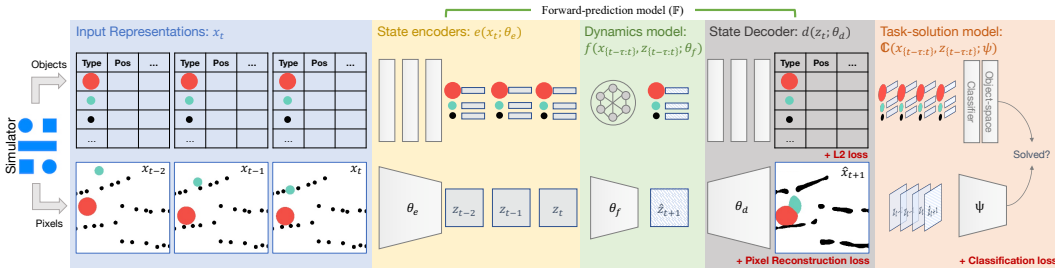 Forward-prediction model (𝔽)
Input Representations: x_t
State encoders: e(x_t; θ_e)
Dynamics model:
f(x_{[t−τ:t)}, z_{[t−τ:t)}; θ_f)
State Decoder: d(z_t; θ_d)
Task-solution model:
ℂ(x_{[t−τ:t)}, z_{[t−τ:t)}; ψ)
Simulator
Objects
Pixels
Type Pos ...
...
Type Pos ...
...
Type Pos ...
...
Type Pos ...
...
+ L2 loss
Object-space
Classifier
Solved?
x_{t−2}
x_{t−1}
x_t
θ_e
z_{t−2}
z_{t−1}
z_t
θ_f
ẑ_{t+1}
θ_d
x̂_{t+1}
ψ
+ Pixel Reconstruction loss
+ Classification loss